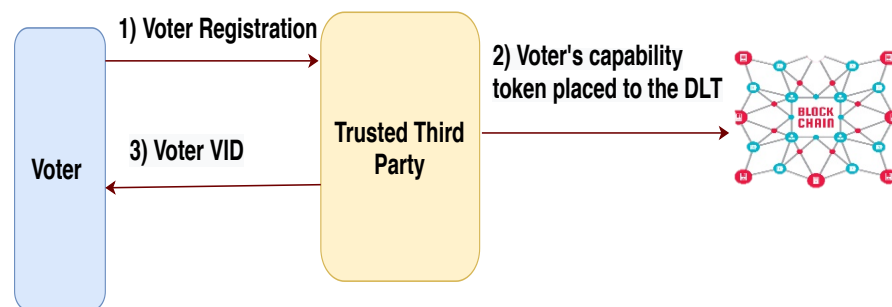 1) Voter Registration
2) Voter's capability
token placed to the DLT
BLOCK
CHAIN
Trusted Third
Party
3) Voter VID
Voter